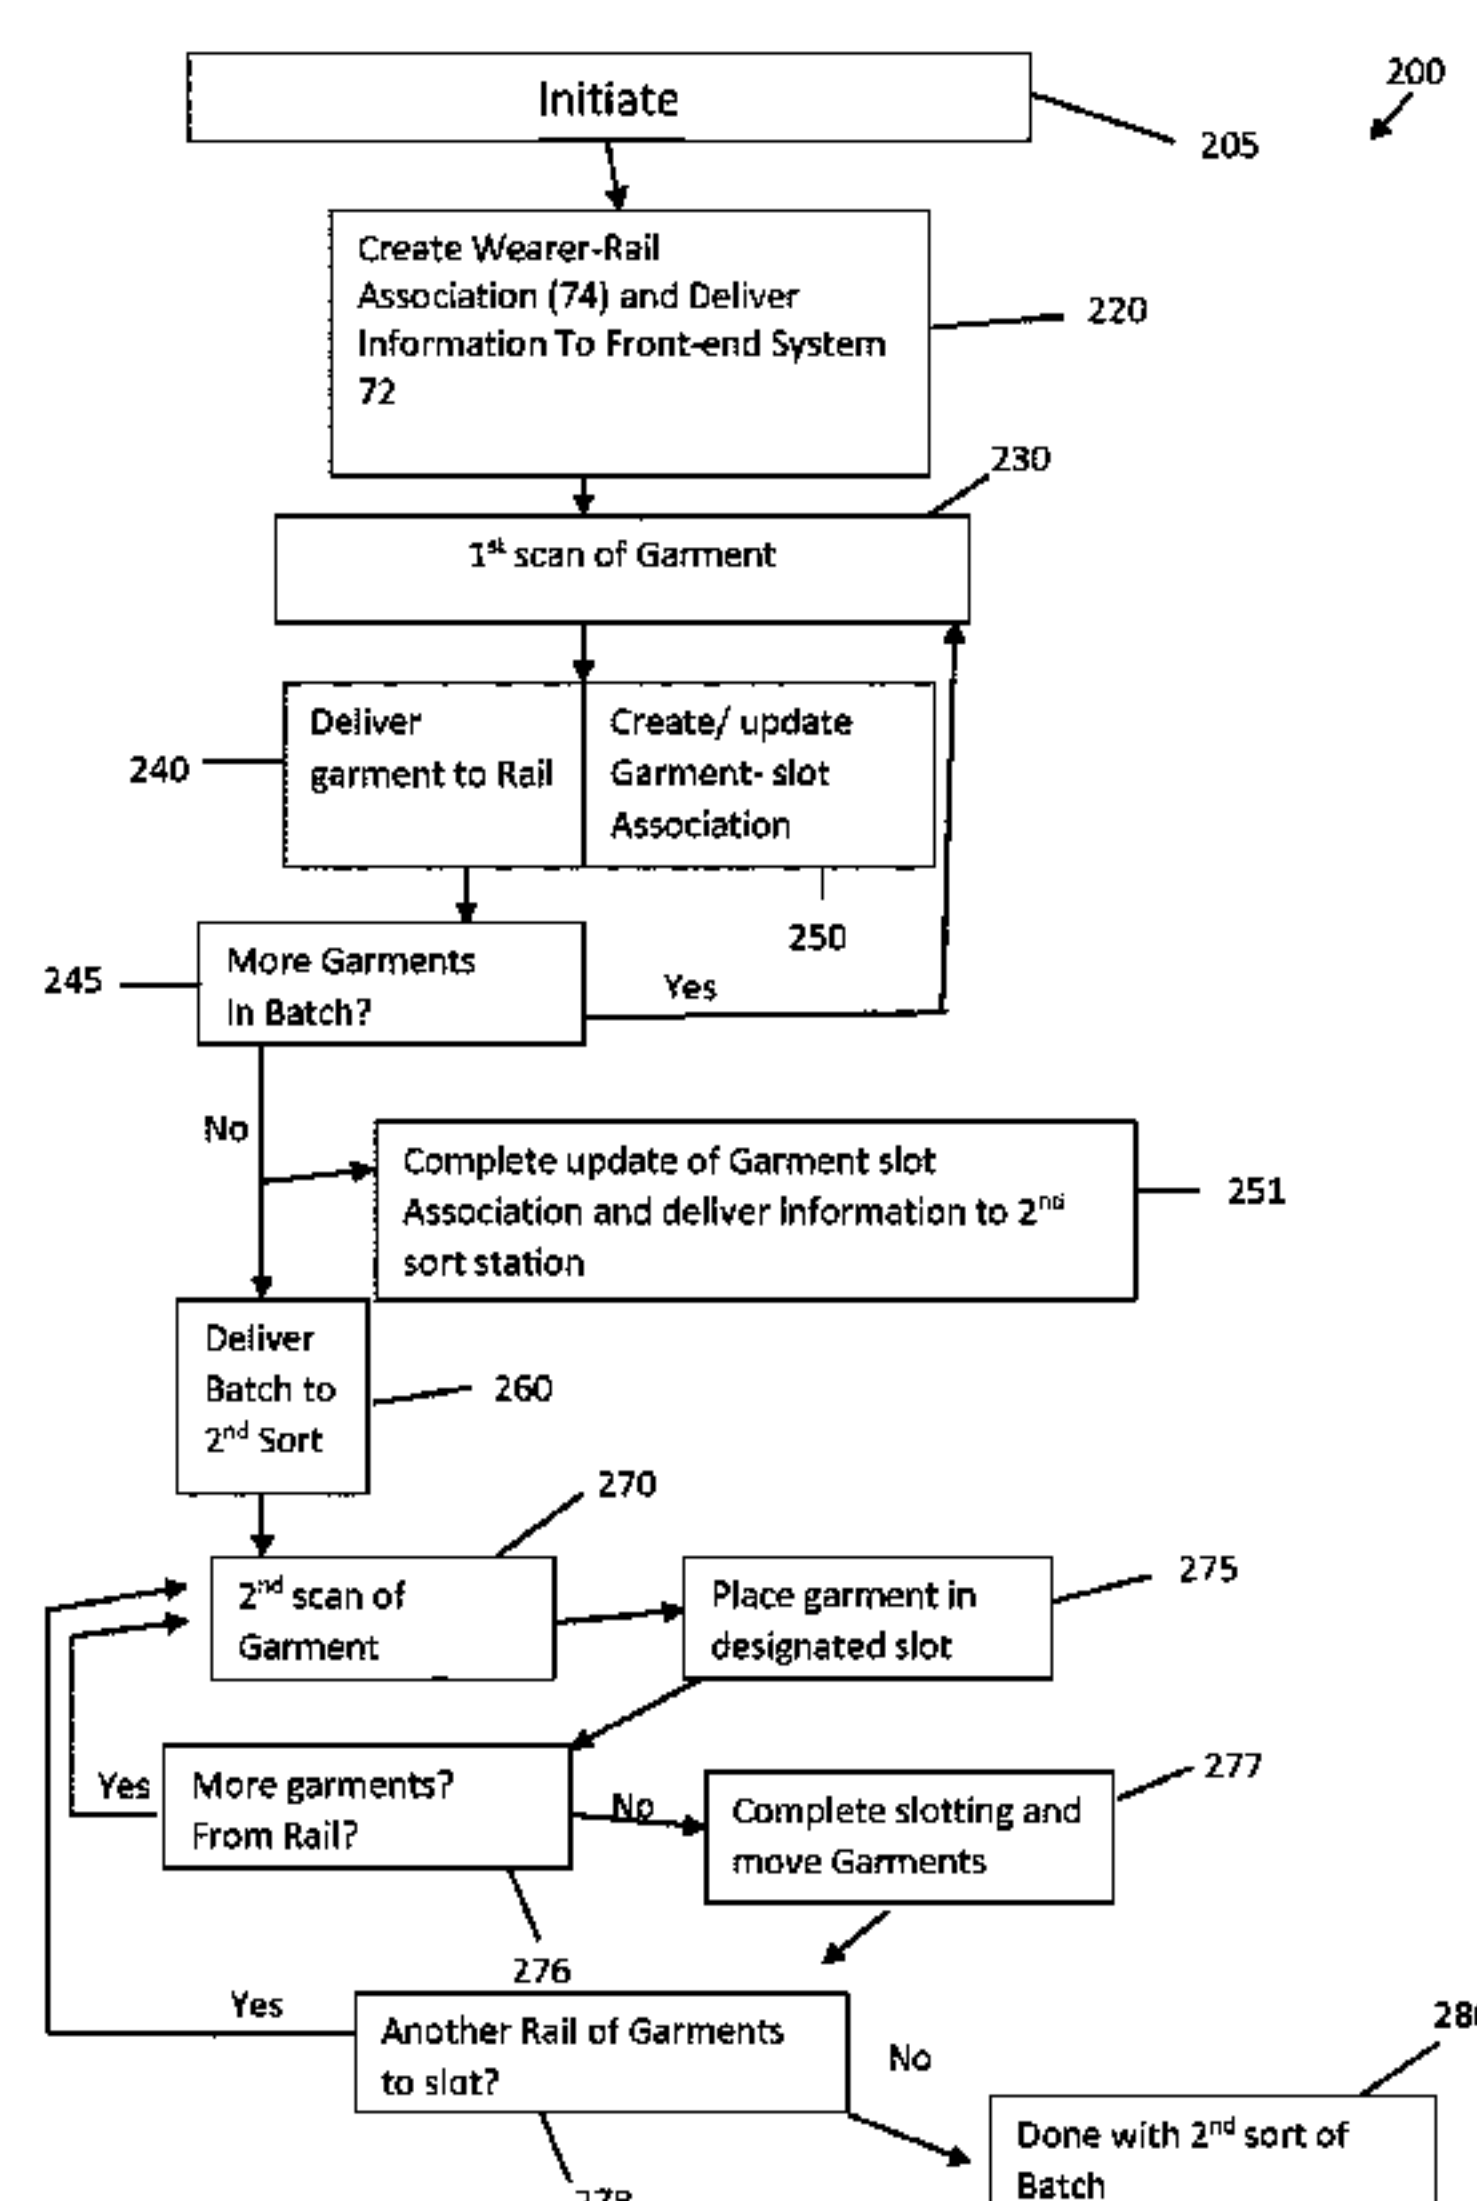 Initiate
200
205
Create Wearer-Rail
Association (74) and Deliver
Information To Front-end System
72
220
230
1st scan of Garment
Deliver
garment to Rail
Create/ update
Garment- slot
Association
240
250
More Garments
In Batch?
245
Yes
No
Complete update of Garment slot
Association and deliver information to 2nd
sort station
251
Deliver
Batch to
2nd Sort
260
270
2nd scan of
Garment
Place garment in
designated slot
275
Yes
More garments?
From Rail?
No
Complete slotting and
move Garments
277
276
Yes
Another Rail of Garments
to slot?
No
Done with 2nd sort of
Batch